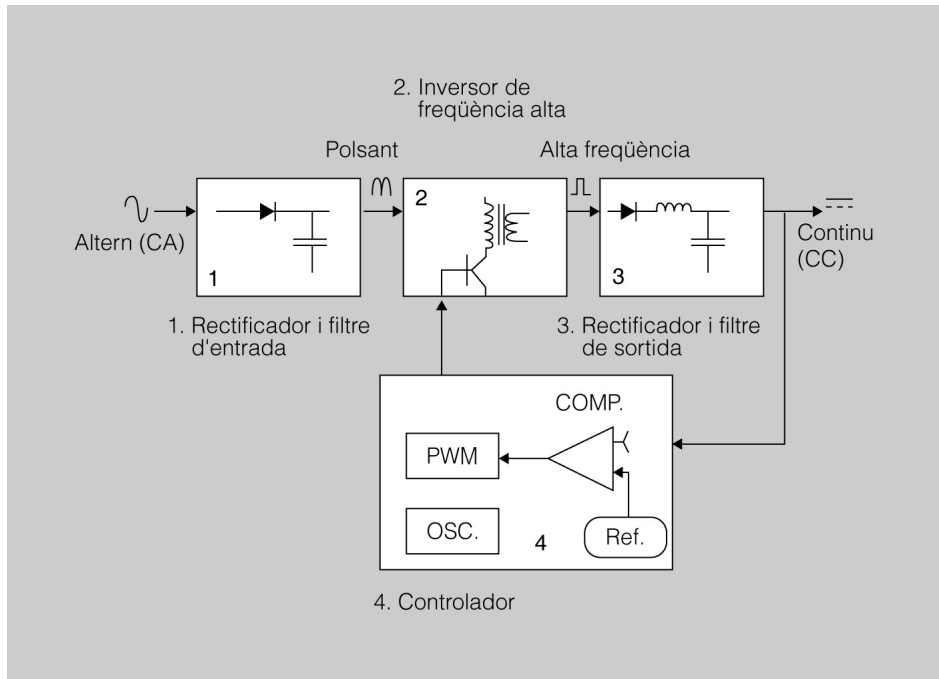 2. Inversor de
freqüència alta
Polsant
Alta freqüència
2
Altern (CA)
1
3
Continu
(CC)
1. Rectificador i filtre
d'entrada
3. Rectificador i filtre
de sortida
COMP.
PWM
OSC.
4
Ref.
4. Controlador